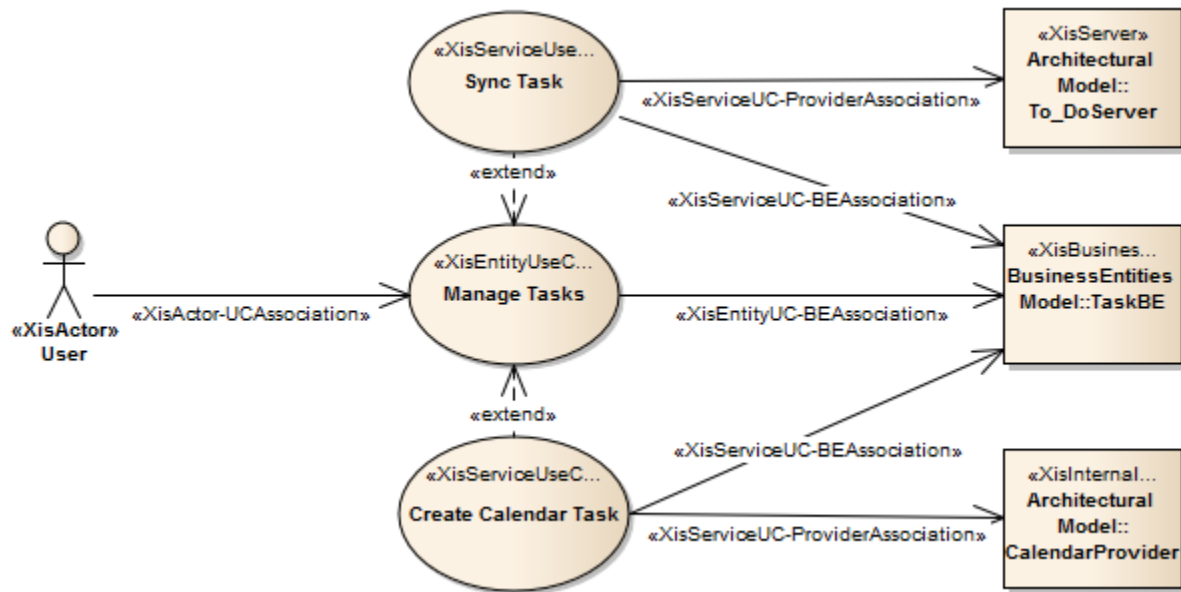 «XisServiceUse...
Sync Task
«XisServer»
Architectural
Model::
To_DoServer
«XisServiceUC-ProviderAssociation»
«extend»
«XisServiceUC-BEAssociation»
«XisActor»
User
«XisActor-UCAssociation»
«XisEntityUseC...
Manage Tasks
«XisEntityUC-BEAssociation»
«XisBusines...
BusinessEntities
Model::TaskBE
«extend»
«XisServiceUC-BEAssociation»
«XisServiceUseC...
Create Calendar Task
«XisServiceUC-ProviderAssociation»
«XisInternal...
Architectural
Model::
CalendarProvider